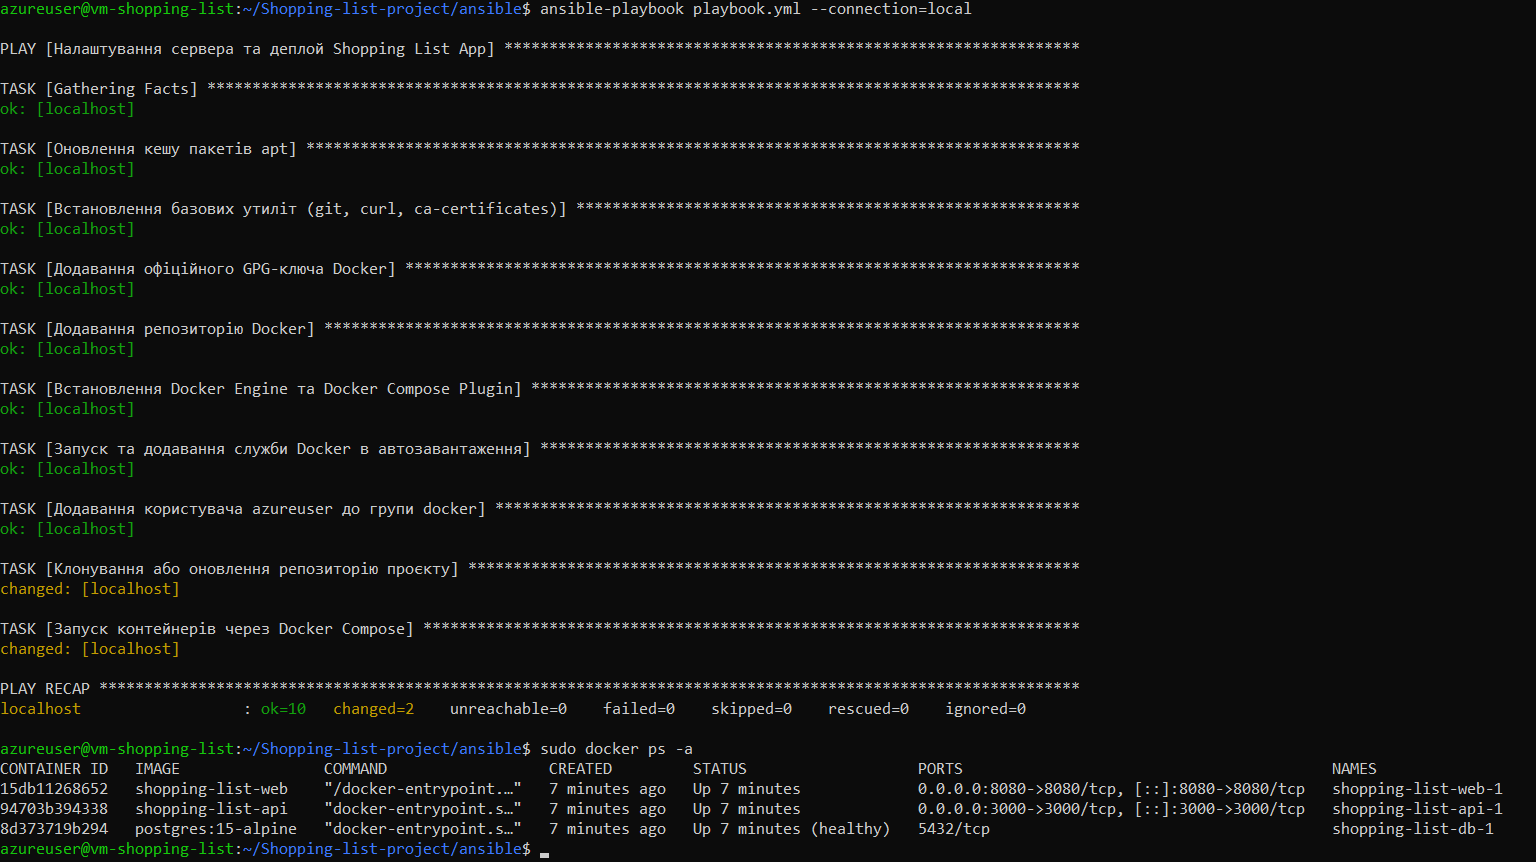 azureuser@vm-shopping-list:~/Shopping-list-project/ansible$ ansible-playbook playbook.yml --connection=local
PLAY [Налаштування сервера та деплой Shopping List App] ****************************************************************
TASK [Gathering Facts] *************************************************************************************************
ok: [localhost]
TASK [Оновлення кешу пакетів apt] **************************************************************************************
ok: [localhost]
TASK [Встановлення базових утиліт (git, curl, ca-certificates)] ********************************************************
ok: [localhost]
TASK [Додавання офіційного GPG-ключа Docker] ***************************************************************************
ok: [localhost]
TASK [Додавання репозиторію Docker] ************************************************************************************
ok: [localhost]
TASK [Встановлення Docker Engine та Docker Compose Plugin] *************************************************************
ok: [localhost]
TASK [Запуск та додавання служби Docker в автозавантаження] ************************************************************
ok: [localhost]
TASK [Додавання користувача azureuser до групи docker] *****************************************************************
ok: [localhost]
TASK [Клонування або оновлення репозиторію проєкту] ********************************************************************
changed: [localhost]
TASK [Запуск контейнерів через Docker Compose] *************************************************************************
changed: [localhost]
PLAY RECAP *************************************************************************************************************
localhost                  : ok=10   changed=2    unreachable=0    failed=0    skipped=0    rescued=0    ignored=0
azureuser@vm-shopping-list:~/Shopping-list-project/ansible$ sudo docker ps -a
CONTAINER ID   IMAGE                COMMAND                  CREATED         STATUS                   PORTS                                         NAMES
15db11268652   shopping-list-web    "/docker-entrypoint.…"   7 minutes ago   Up 7 minutes             0.0.0.0:8080->8080/tcp, [::]:8080->8080/tcp   shopping-list-web-1
94703b394338   shopping-list-api    "docker-entrypoint.s…"   7 minutes ago   Up 7 minutes             0.0.0.0:3000->3000/tcp, [::]:3000->3000/tcp   shopping-list-api-1
8d373719b294   postgres:15-alpine   "docker-entrypoint.s…"   7 minutes ago   Up 7 minutes (healthy)   5432/tcp                                      shopping-list-db-1
azureuser@vm-shopping-list:~/Shopping-list-project/ansible$